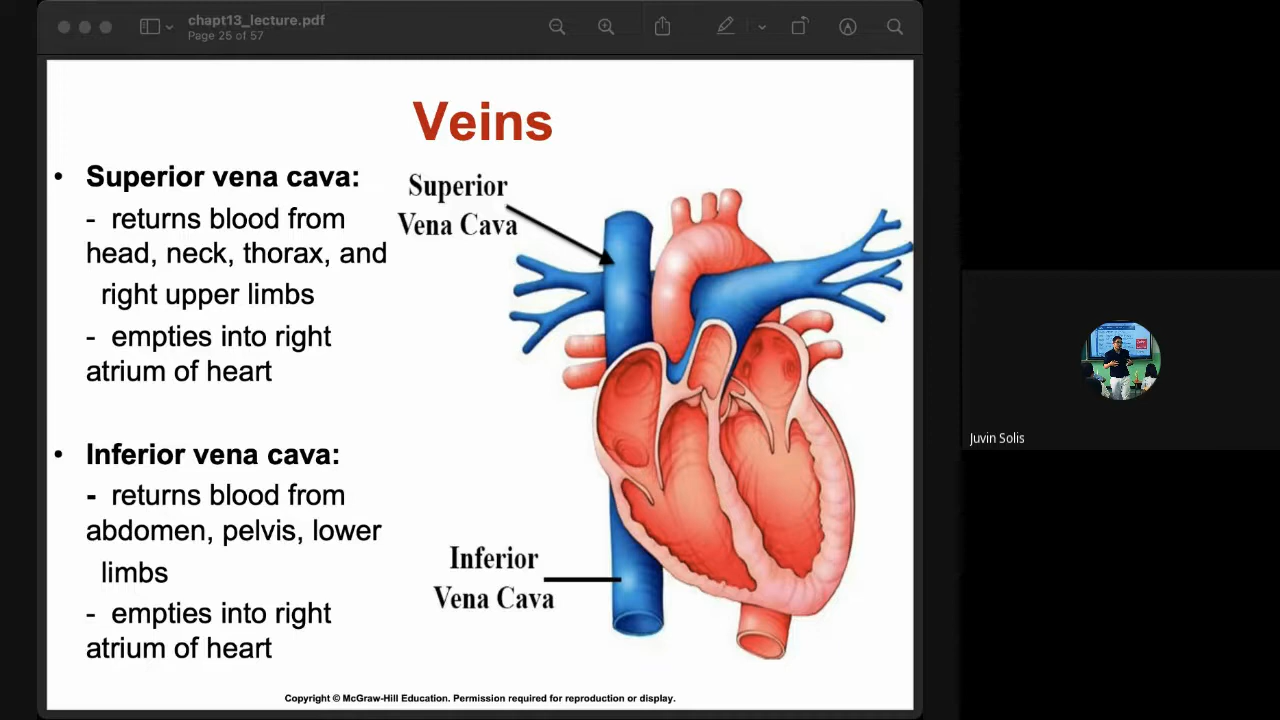 chapt13_lecture.pdf
Page 25 of 57
Veins
• Superior vena cava:
- returns blood from
head, neck, thorax, and
right upper limbs
- empties into right
atrium of heart
• Inferior vena cava:
- returns blood from
abdomen, pelvis, lower
limbs
- empties into right
atrium of heart
Superior
Vena Cava
Inferior
Vena Cava
Copyright © McGraw-Hill Education. Permission required for reproduction or display.
Juvin Solis